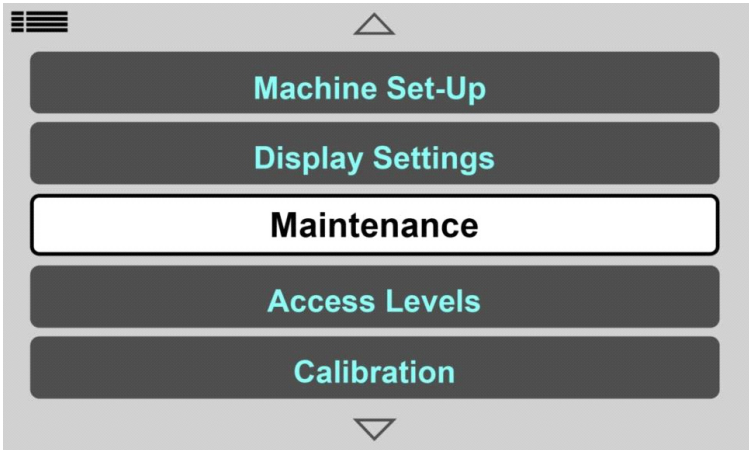 Machine Set-Up
Display Settings
Maintenance
Access Levels
Calibration